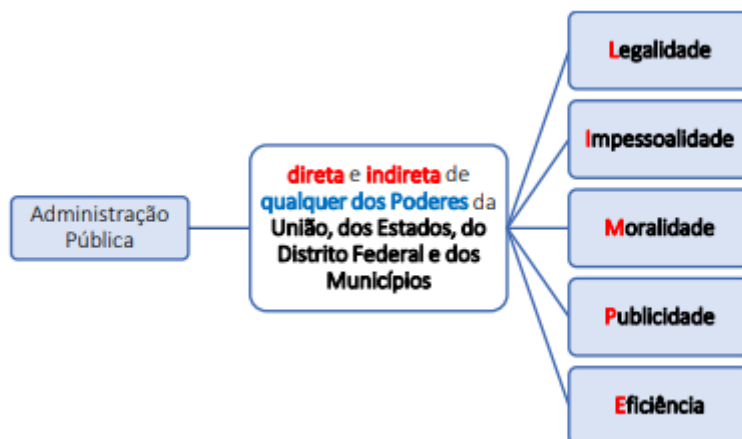 Administração
Pública
direta e indireta de
qualquer dos Poderes da
União, dos Estados, do
Distrito Federal e dos
Municípios
Legalidade
Impessoalidade
Moralidade
Publicidade
Eficiência